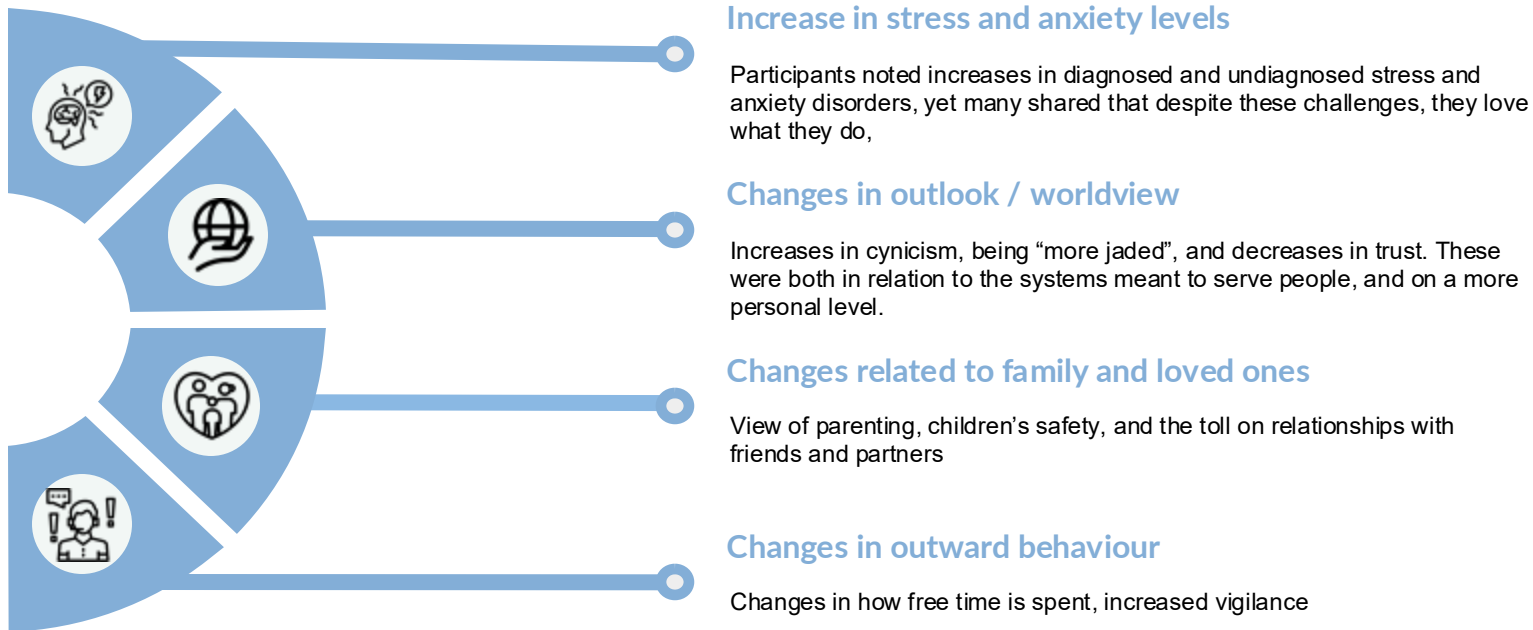 Increase in stress and anxiety levels
Participants noted increases in diagnosed and undiagnosed stress and
anxiety disorders, yet many shared that despite these challenges, they love
what they do,
Changes in outlook / worldview
Increases in cynicism, being “more jaded”, and decreases in trust. These
were both in relation to the systems meant to serve people, and on a more
personal level.
Changes related to family and loved ones
View of parenting, children’s safety, and the toll on relationships with
friends and partners
Changes in outward behaviour
Changes in how free time is spent, increased vigilance